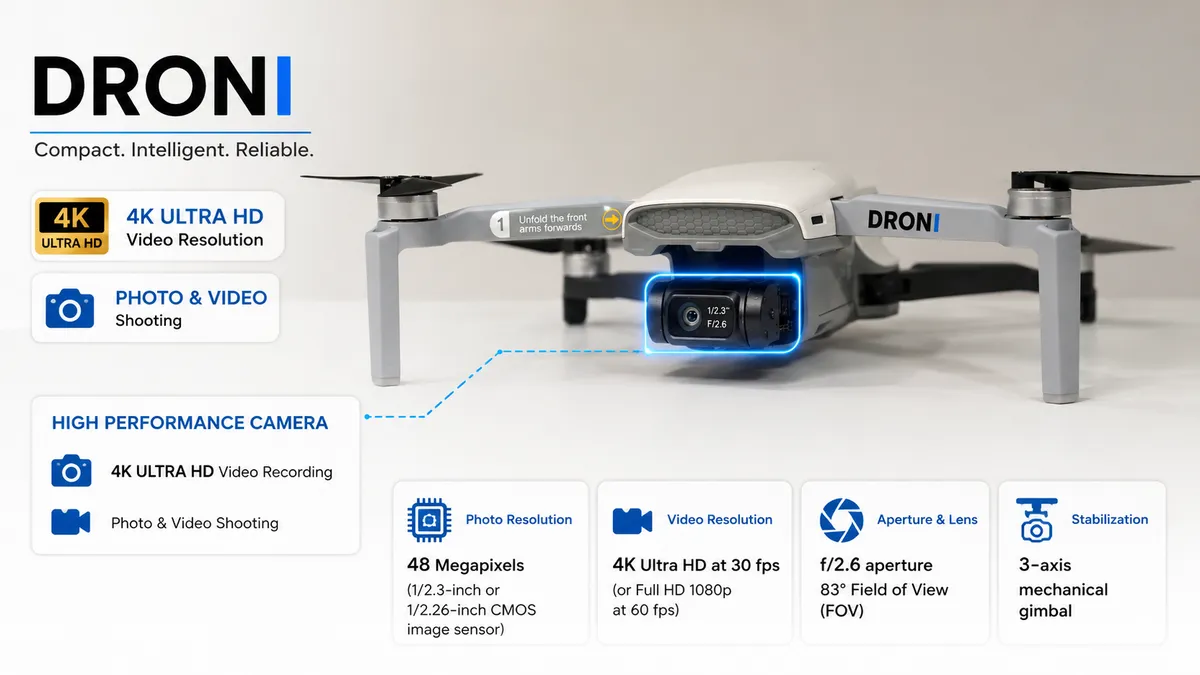 DRONI
Compact. Intelligent. Reliable.
4K
ULTRA HD
4K ULTRA HD
Video Resolution
PHOTO & VIDEO
Shooting
1
Unfold the front
arms forwards
DRONI
1/2.3"
F/2.6
HIGH PERFORMANCE CAMERA
4K ULTRA HD Video Recording
Photo & Video Shooting
Photo Resolution
48 Megapixels
(1/2.3-inch or
1/2.26-inch CMOS
image sensor)
Video Resolution
4K Ultra HD at 30 fps
(or Full HD 1080p
at 60 fps)
Aperture & Lens
f/2.6 aperture
83° Field of View
(FOV)
Stabilization
3-axis
mechanical
gimbal